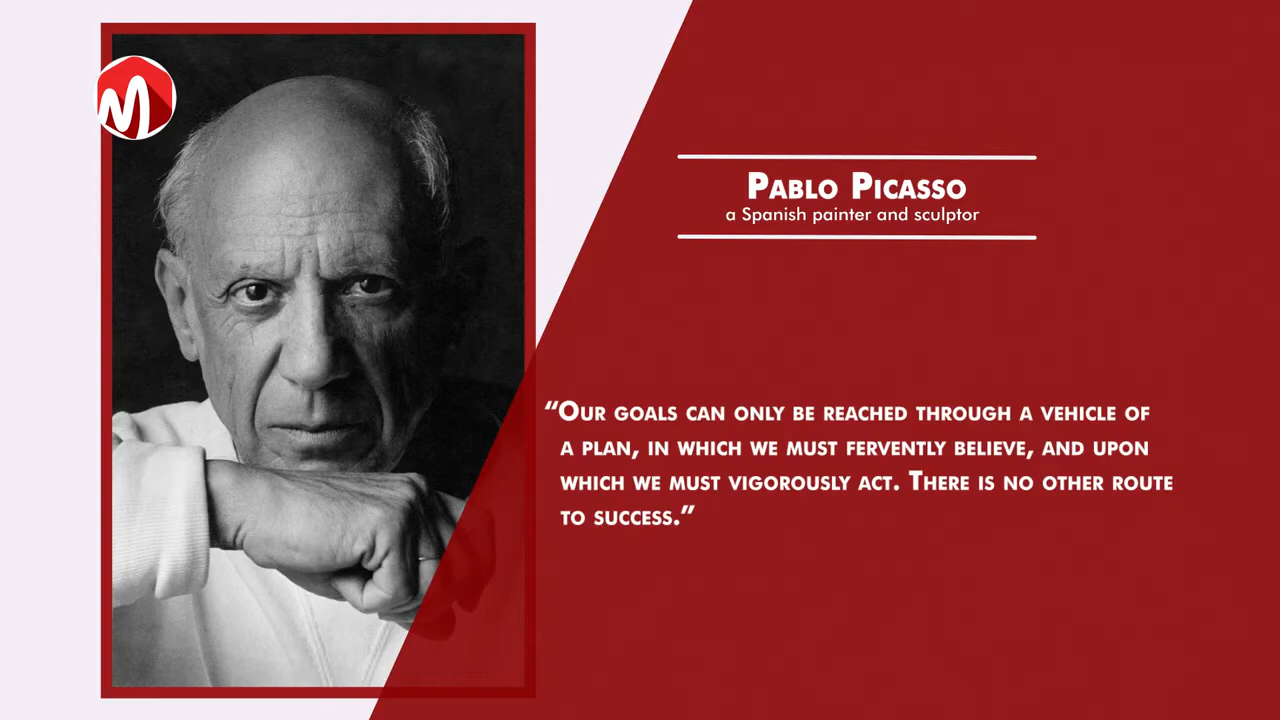 M
Pablo Picasso
a Spanish painter and sculptor
“Our goals can only be reached through a vehicle of
a plan, in which we must fervently believe, and upon
which we must vigorously act. There is no other route
to success.”